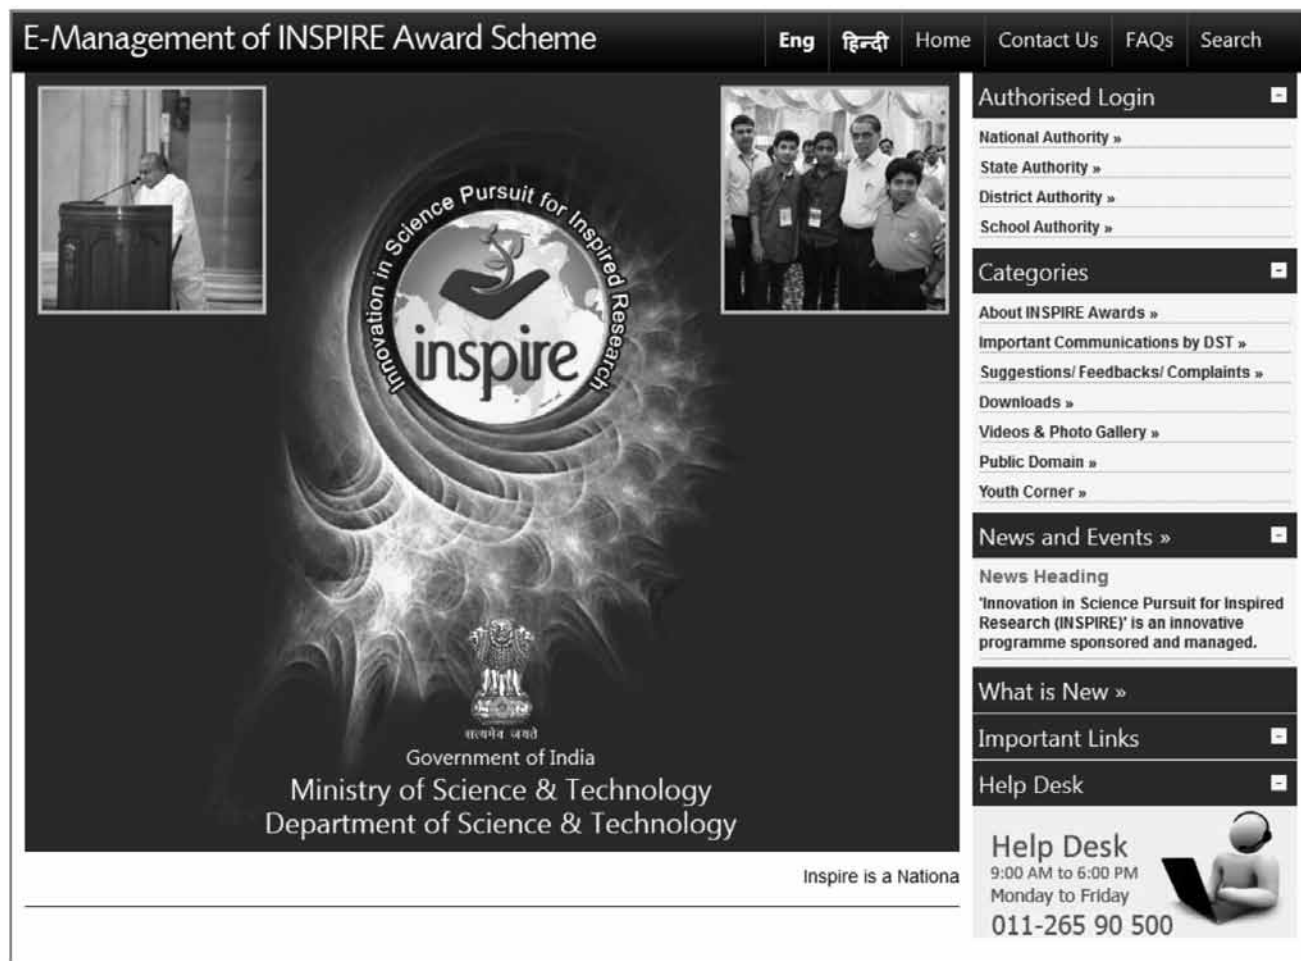 E-Management of INSPIRE Award Scheme
Eng
हिन्दी
Home
Contact Us
FAQs
Search
Innovation in Science Pursuit for Inspired Research
inspire
सत्यमेव जयते
Government of India
Ministry of Science & Technology
Department of Science & Technology
Inspire is a Nationa
Authorised Login
National Authority »
State Authority »
District Authority »
School Authority »
Categories
About INSPIRE Awards »
Important Communications by DST »
Suggestions/ Feedbacks/ Complaints »
Downloads »
Videos & Photo Gallery »
Public Domain »
Youth Corner »
News and Events »
News Heading
'Innovation in Science Pursuit for Inspired
Research (INSPIRE)' is an innovative
programme sponsored and managed.
What is New »
Important Links
Help Desk
Help Desk
9:00 AM to 6:00 PM
Monday to Friday
011-265 90 500